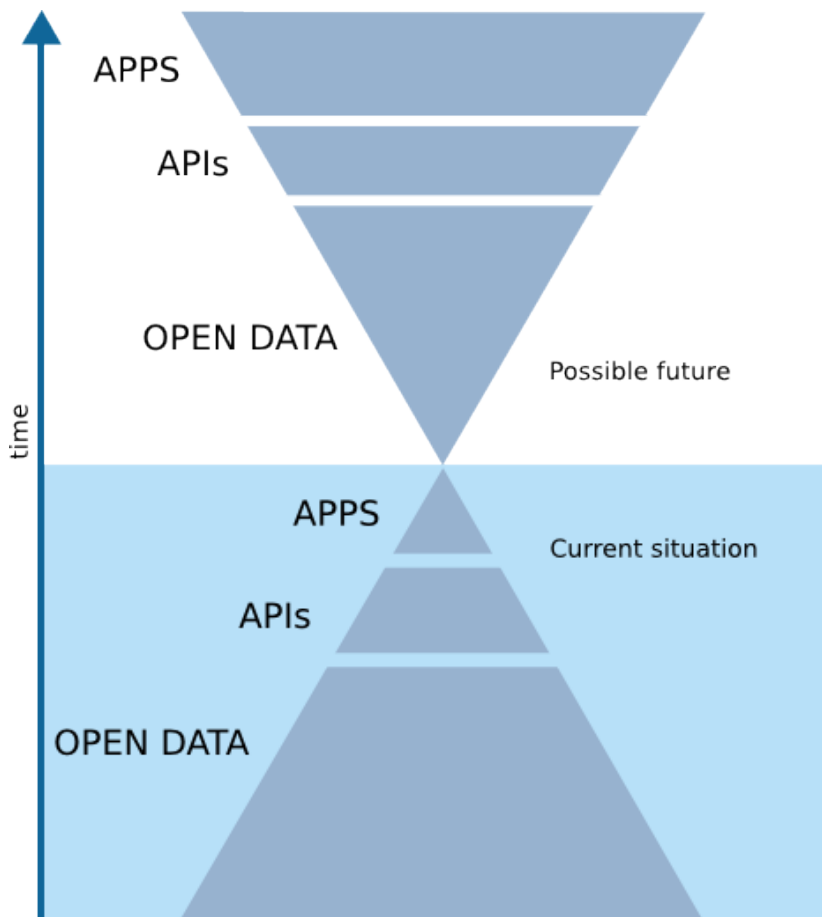 APPS
APIs
OPEN DATA
Possible future
time
APPS
Current situation
APIs
OPEN DATA